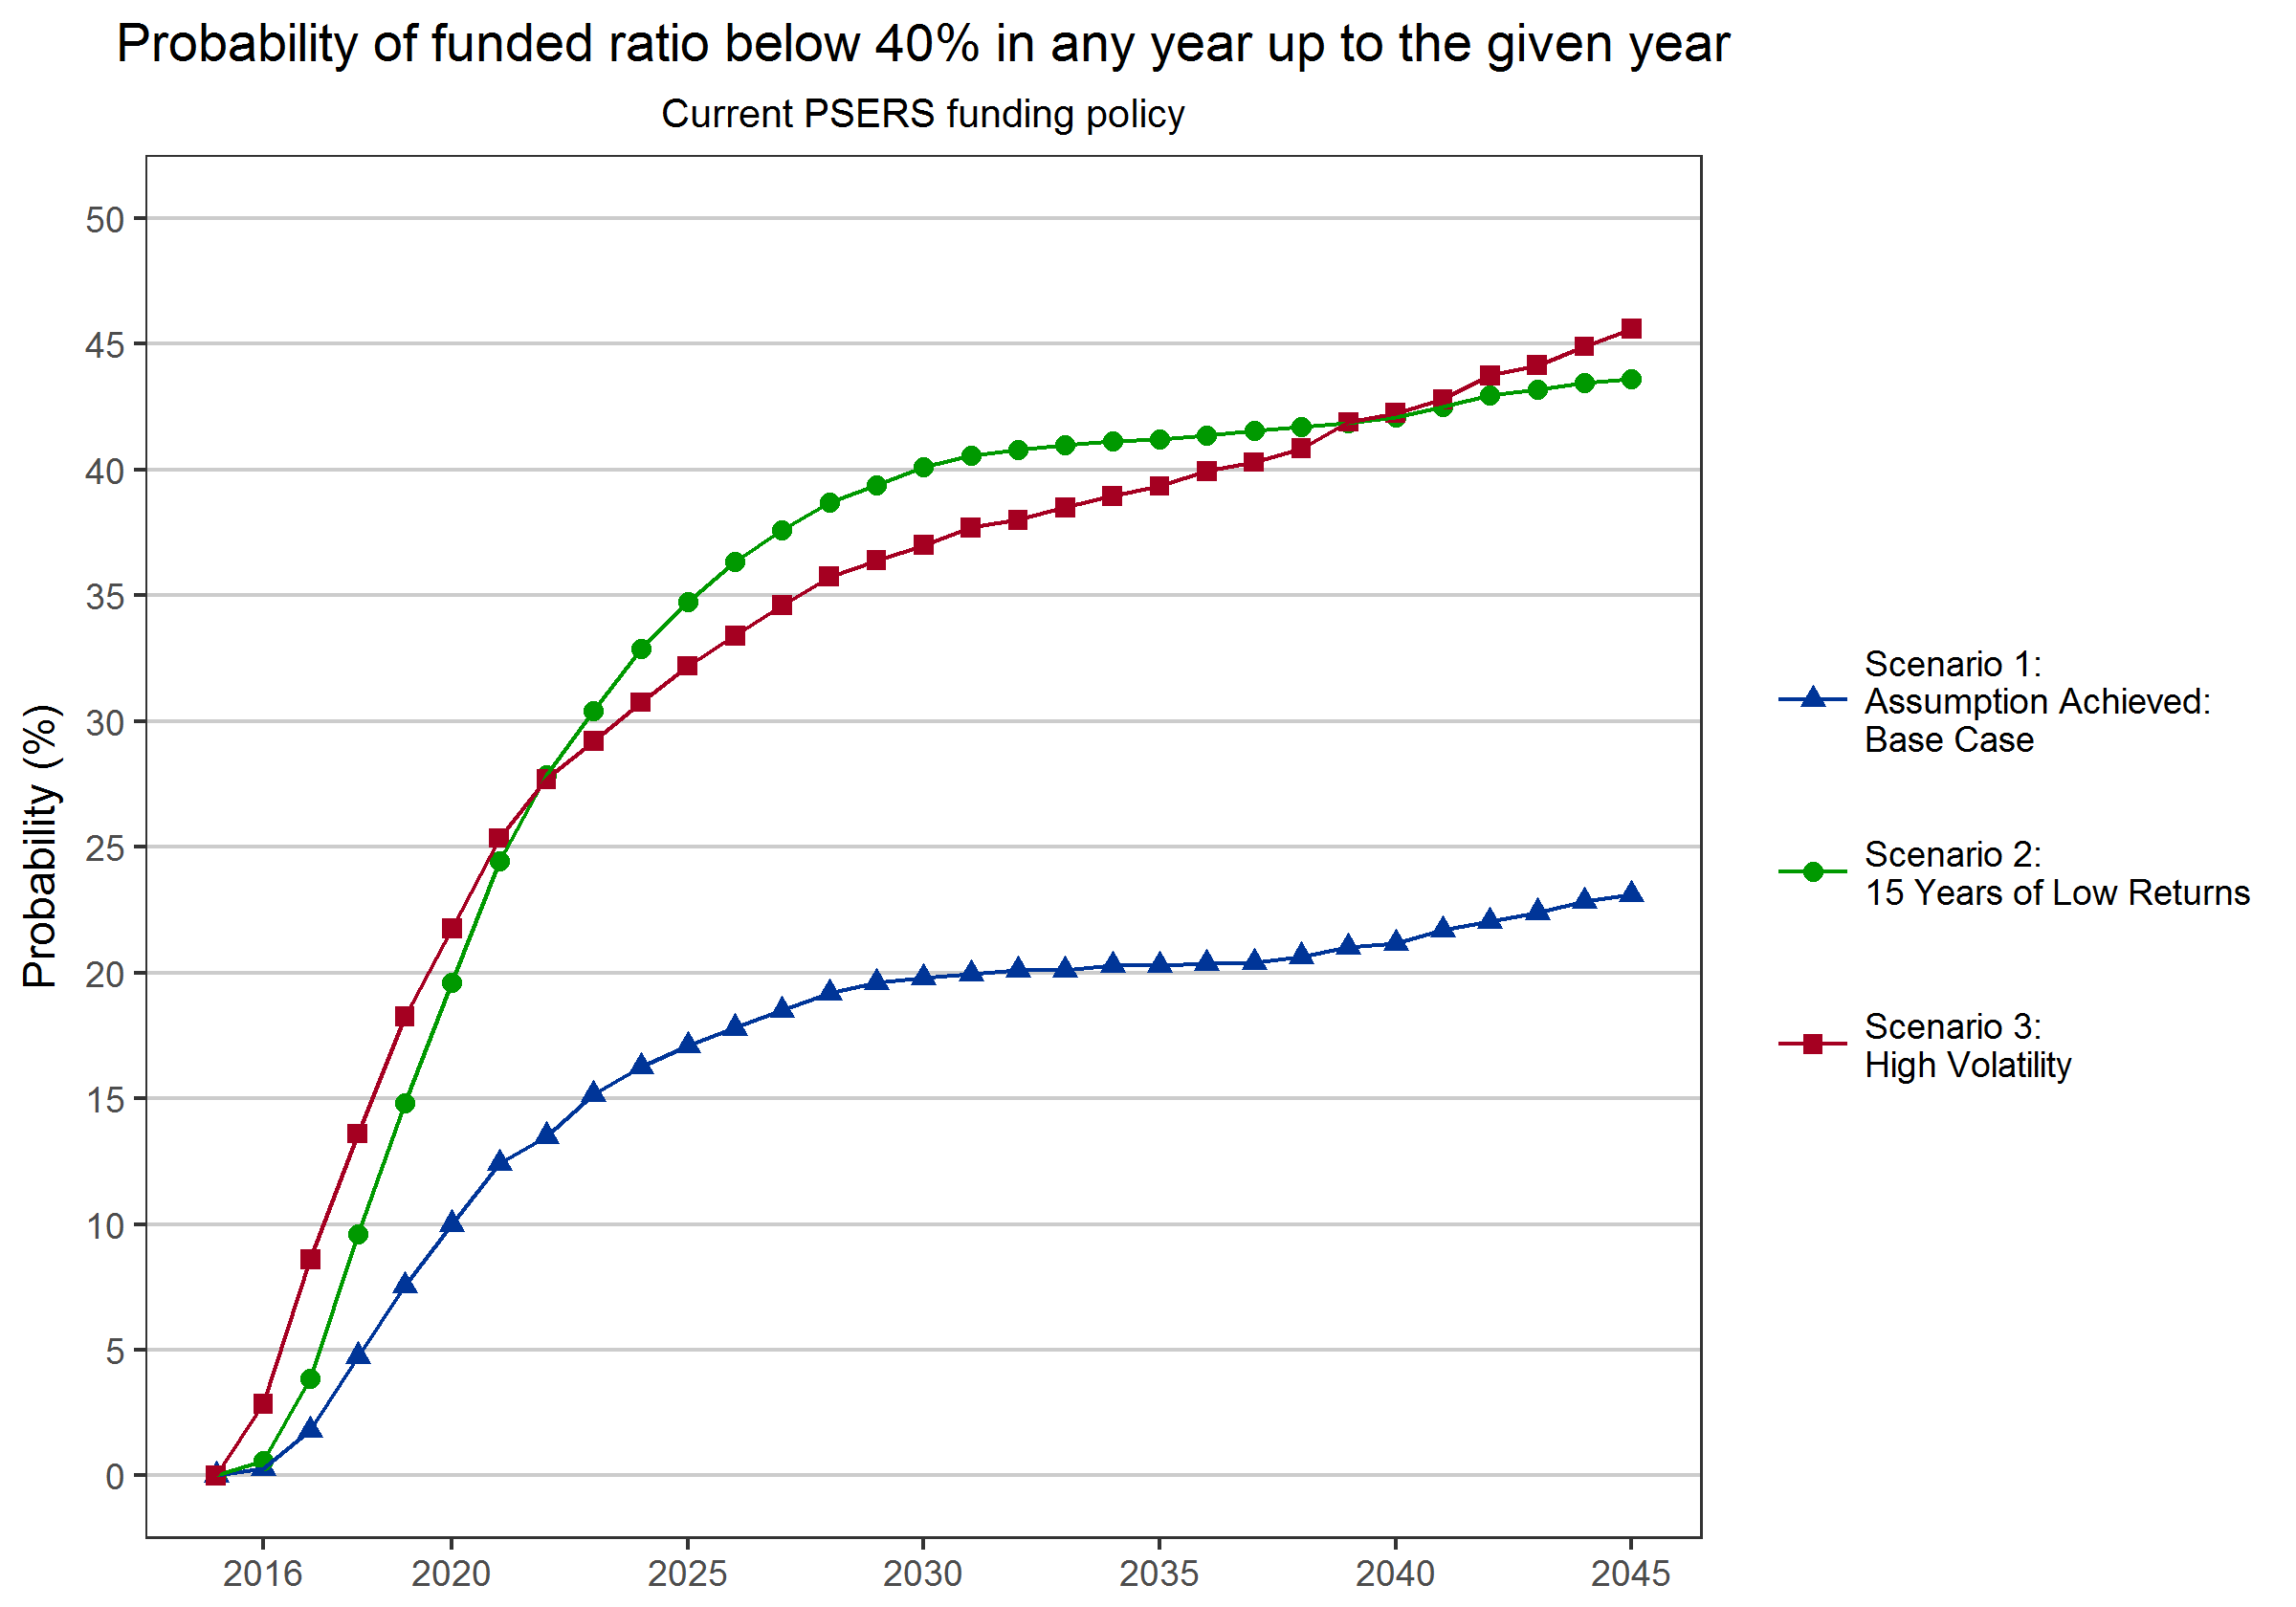 Probability of funded ratio below 40% in any year up to the given year
Current PSERS funding policy
Probability (%)
50
45
40
35
30
25
20
15
10
5
0
2016 2020 2025 2030 2035 2040 2045
Scenario 1:
Assumption Achieved:
Base Case
Scenario 2:
15 Years of Low Returns
Scenario 3:
High Volatility